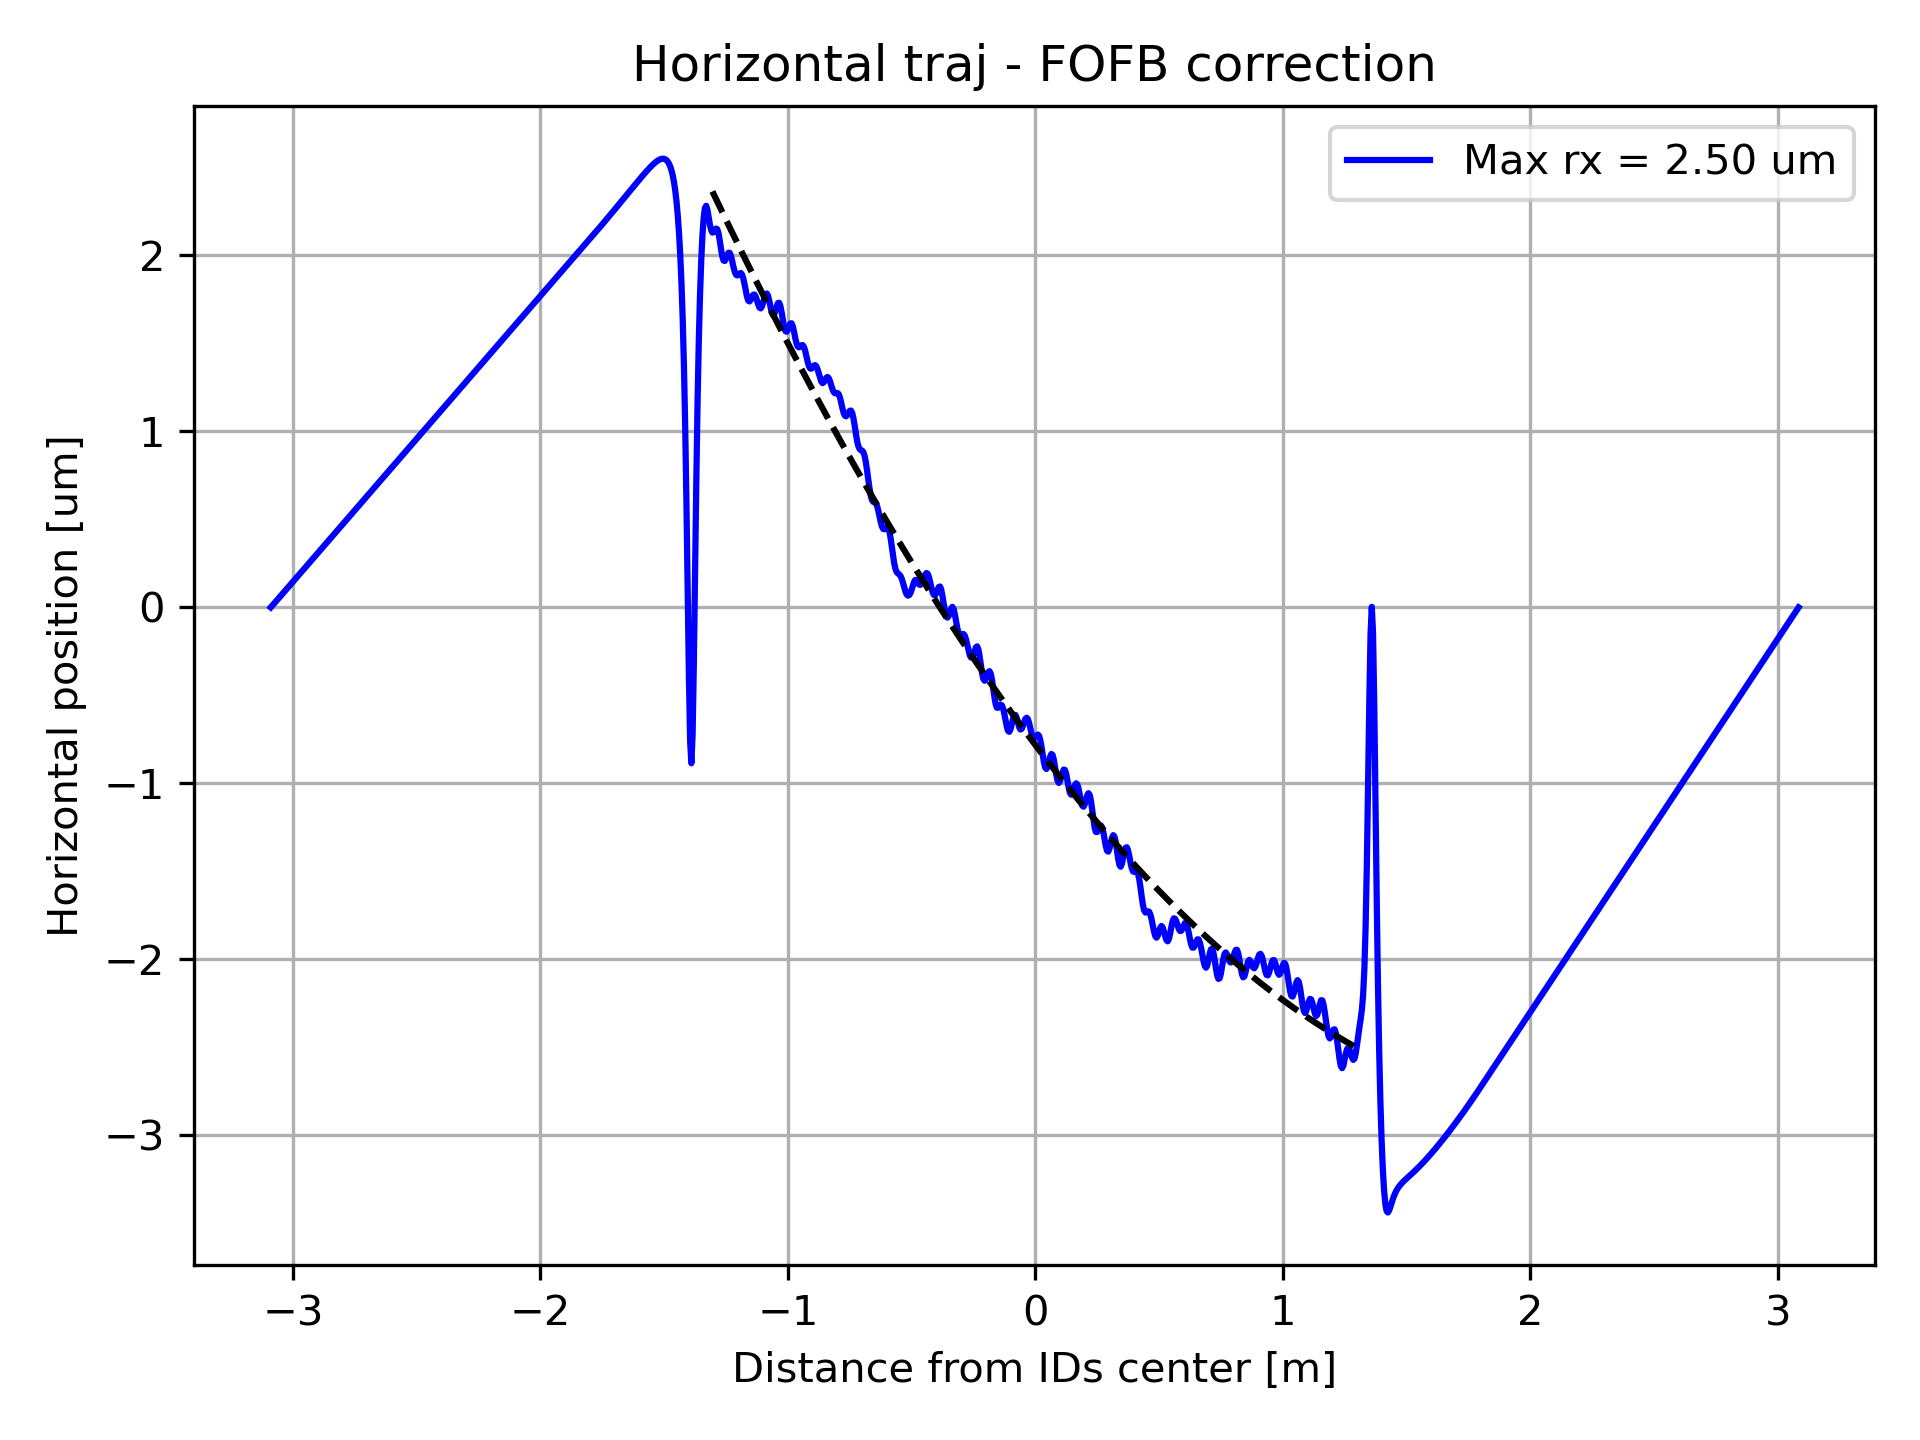 Horizontal traj - FOFB correction
Max rx = 2.50 um
Horizontal position [um]
2
1
0
−1
−2
−3
−3 −2 −1 0 1 2 3
Distance from IDs center [m]